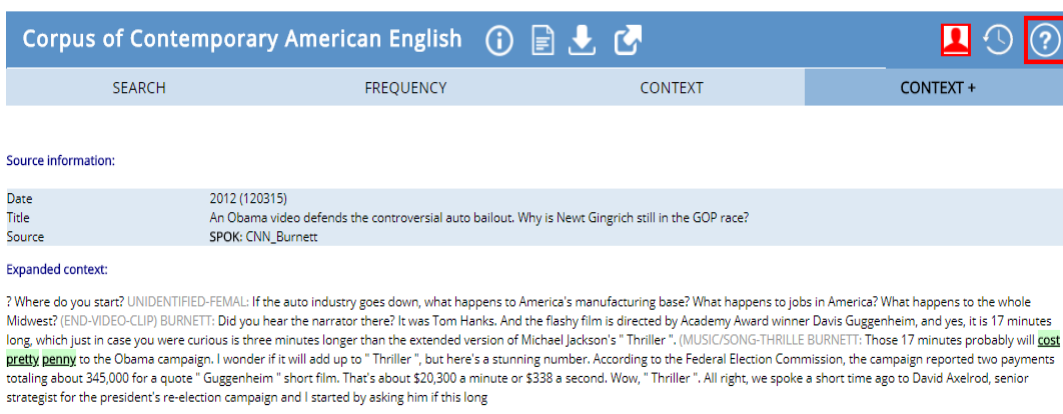 Corpus of Contemporary American English
SEARCH FREQUENCY CONTEXT CONTEXT +
Source information:
Date 2012 (120315)
Title An Obama video defends the controversial auto bailout. Why is Newt Gingrich still in the GOP race?
Source SPOK: CNN_Burnett
Expanded context:
? Where do you start? UNIDENTIFIED-FEMAL: If the auto industry goes down, what happens to America's manufacturing base? What happens to jobs in America? What happens to the whole
Midwest? (END-VIDEO-CLIP) BURNETT: Did you hear the narrator there? It was Tom Hanks. And the flashy film is directed by Academy Award winner Davis Guggenheim, and yes, it is 17 minutes
long, which just in case you were curious is three minutes longer than the extended version of Michael Jackson's " Thriller ". (MUSIC/SONG-THRILLE BURNETT: Those 17 minutes probably will cost
pretty penny to the Obama campaign. I wonder if it will add up to " Thriller ", but here's a stunning number. According to the Federal Election Commission, the campaign reported two payments
totaling about 345,000 for a quote " Guggenheim " short film. That's about $20,300 a minute or $338 a second. Wow, " Thriller ". All right, we spoke a short time ago to David Axelrod, senior
strategist for the president's re-election campaign and I started by asking him if this long